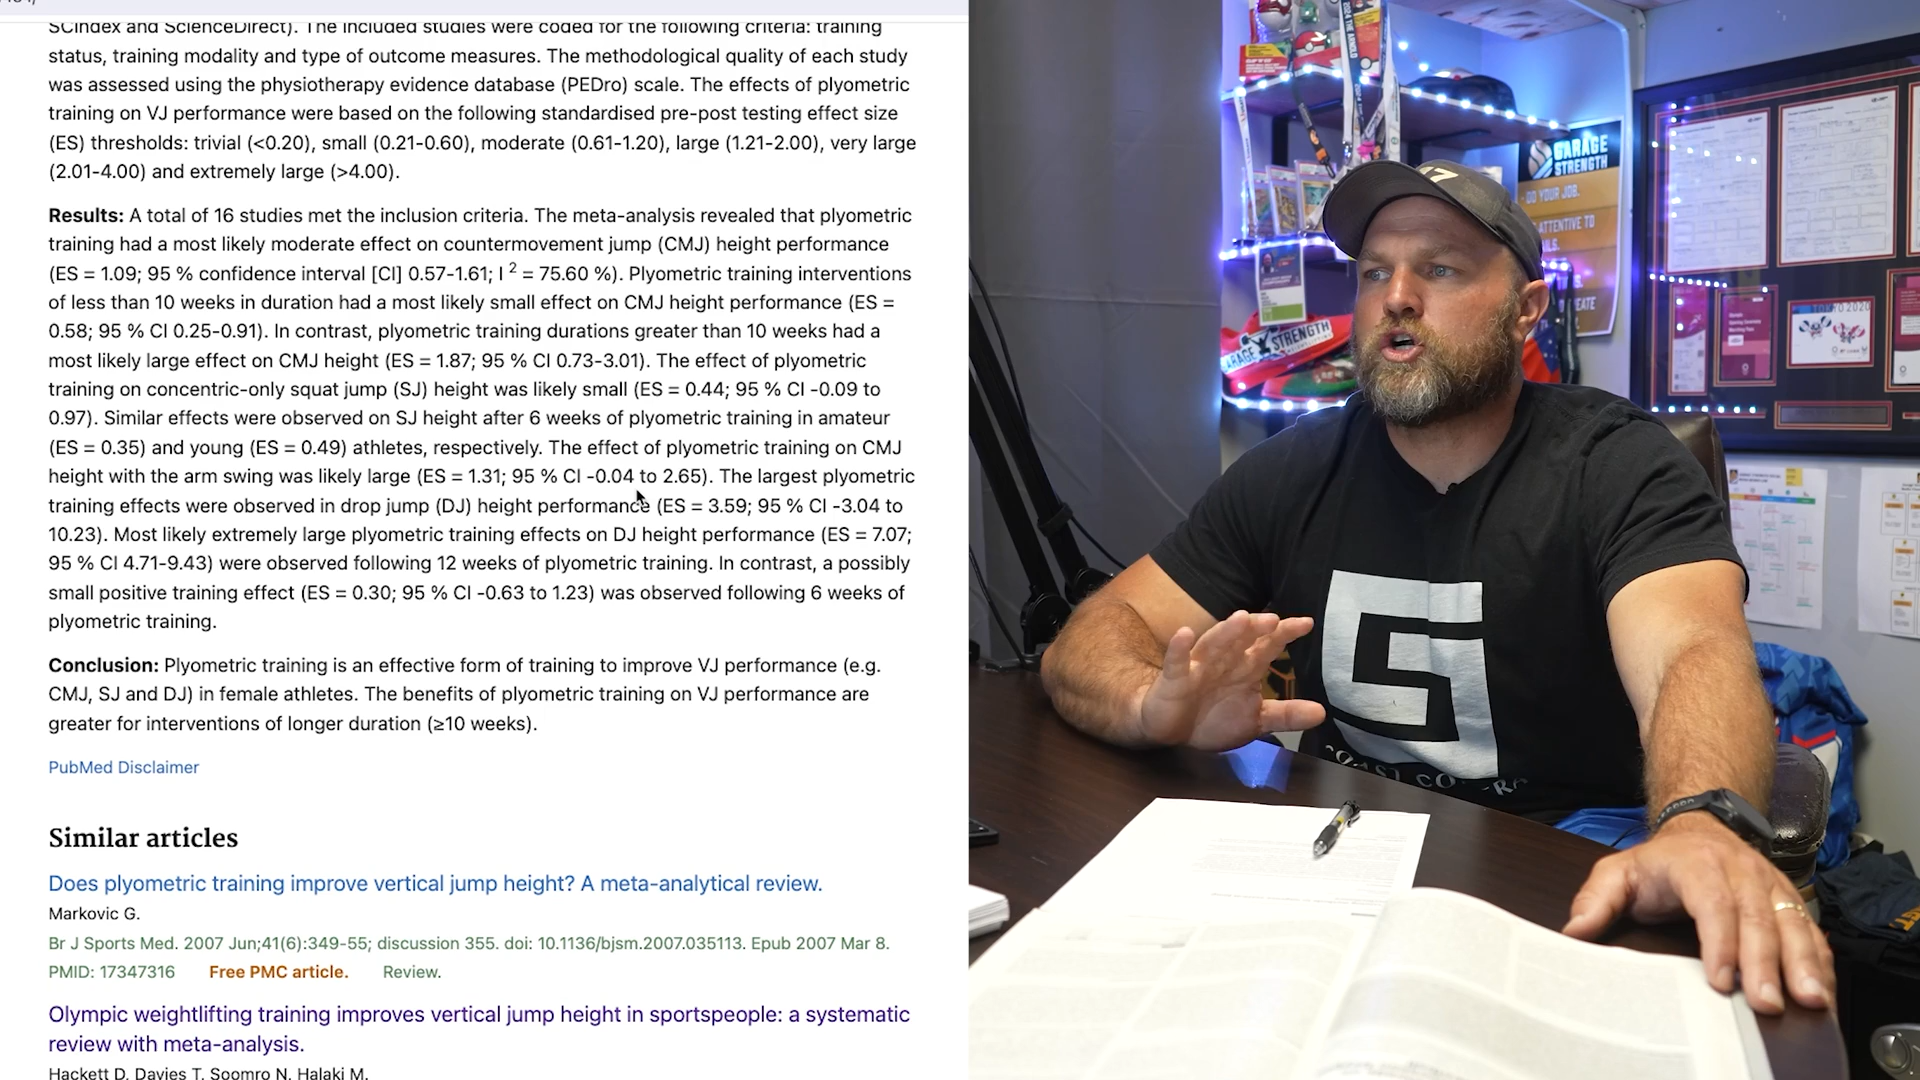 SCIndex and ScienceDirect). The included studies were coded for the following criteria: training
status, training modality and type of outcome measures. The methodological quality of each study
was assessed using the physiotherapy evidence database (PEDro) scale. The effects of plyometric
training on VJ performance were based on the following standardised pre-post testing effect size
(ES) thresholds: trivial (<0.20), small (0.21-0.60), moderate (0.61-1.20), large (1.21-2.00), very large
(2.01-4.00) and extremely large (>4.00).
Results: A total of 16 studies met the inclusion criteria. The meta-analysis revealed that plyometric
training had a most likely moderate effect on countermovement jump (CMJ) height performance
(ES = 1.09; 95 % confidence interval [CI] 0.57-1.61; I 2 = 75.60 %). Plyometric training interventions
of less than 10 weeks in duration had a most likely small effect on CMJ height performance (ES =
0.58; 95 % CI 0.25-0.91). In contrast, plyometric training durations greater than 10 weeks had a
most likely large effect on CMJ height (ES = 1.87; 95 % CI 0.73-3.01). The effect of plyometric
training on concentric-only squat jump (SJ) height was likely small (ES = 0.44; 95 % CI -0.09 to
0.97). Similar effects were observed on SJ height after 6 weeks of plyometric training in amateur
(ES = 0.35) and young (ES = 0.49) athletes, respectively. The effect of plyometric training on CMJ
height with the arm swing was likely large (ES = 1.31; 95 % CI -0.04 to 2.65). The largest plyometric
training effects were observed in drop jump (DJ) height performance (ES = 3.59; 95 % CI -3.04 to
10.23). Most likely extremely large plyometric training effects on DJ height performance (ES = 7.07;
95 % CI 4.71-9.43) were observed following 12 weeks of plyometric training. In contrast, a possibly
small positive training effect (ES = 0.30; 95 % CI -0.63 to 1.23) was observed following 6 weeks of
plyometric training.
Conclusion: Plyometric training is an effective form of training to improve VJ performance (e.g.
CMJ, SJ and DJ) in female athletes. The benefits of plyometric training on VJ performance are
greater for interventions of longer duration (≥10 weeks).
PubMed Disclaimer
Similar articles
Does plyometric training improve vertical jump height? A meta-analytical review.
Markovic G.
Br J Sports Med. 2007 Jun;41(6):349-55; discussion 355. doi: 10.1136/bjsm.2007.035113. Epub 2007 Mar 8.
PMID: 17347316 Free PMC article. Review.
Olympic weightlifting training improves vertical jump height in sportspeople: a systematic
review with meta-analysis.
Hackett D, Davies T, Soomro N, Halaki M.
GARAGE
STRENGTH
DO YOUR JOB.
ATTENTIVE TO
GARAGE STRENGTH